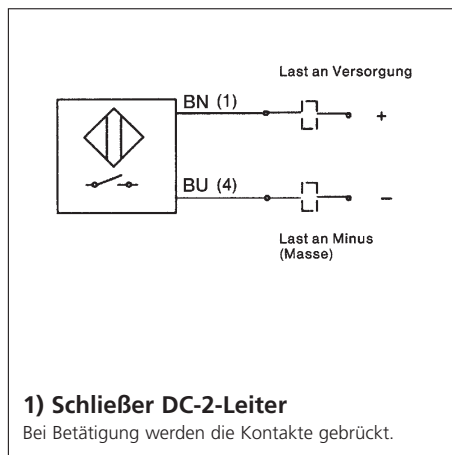 Last an Versorgung
BN (1)
+
BU (4)
–
Last an Minus
(Masse)
1) Schließer DC-2-Leiter
Bei Betätigung werden die Kontakte gebrückt.